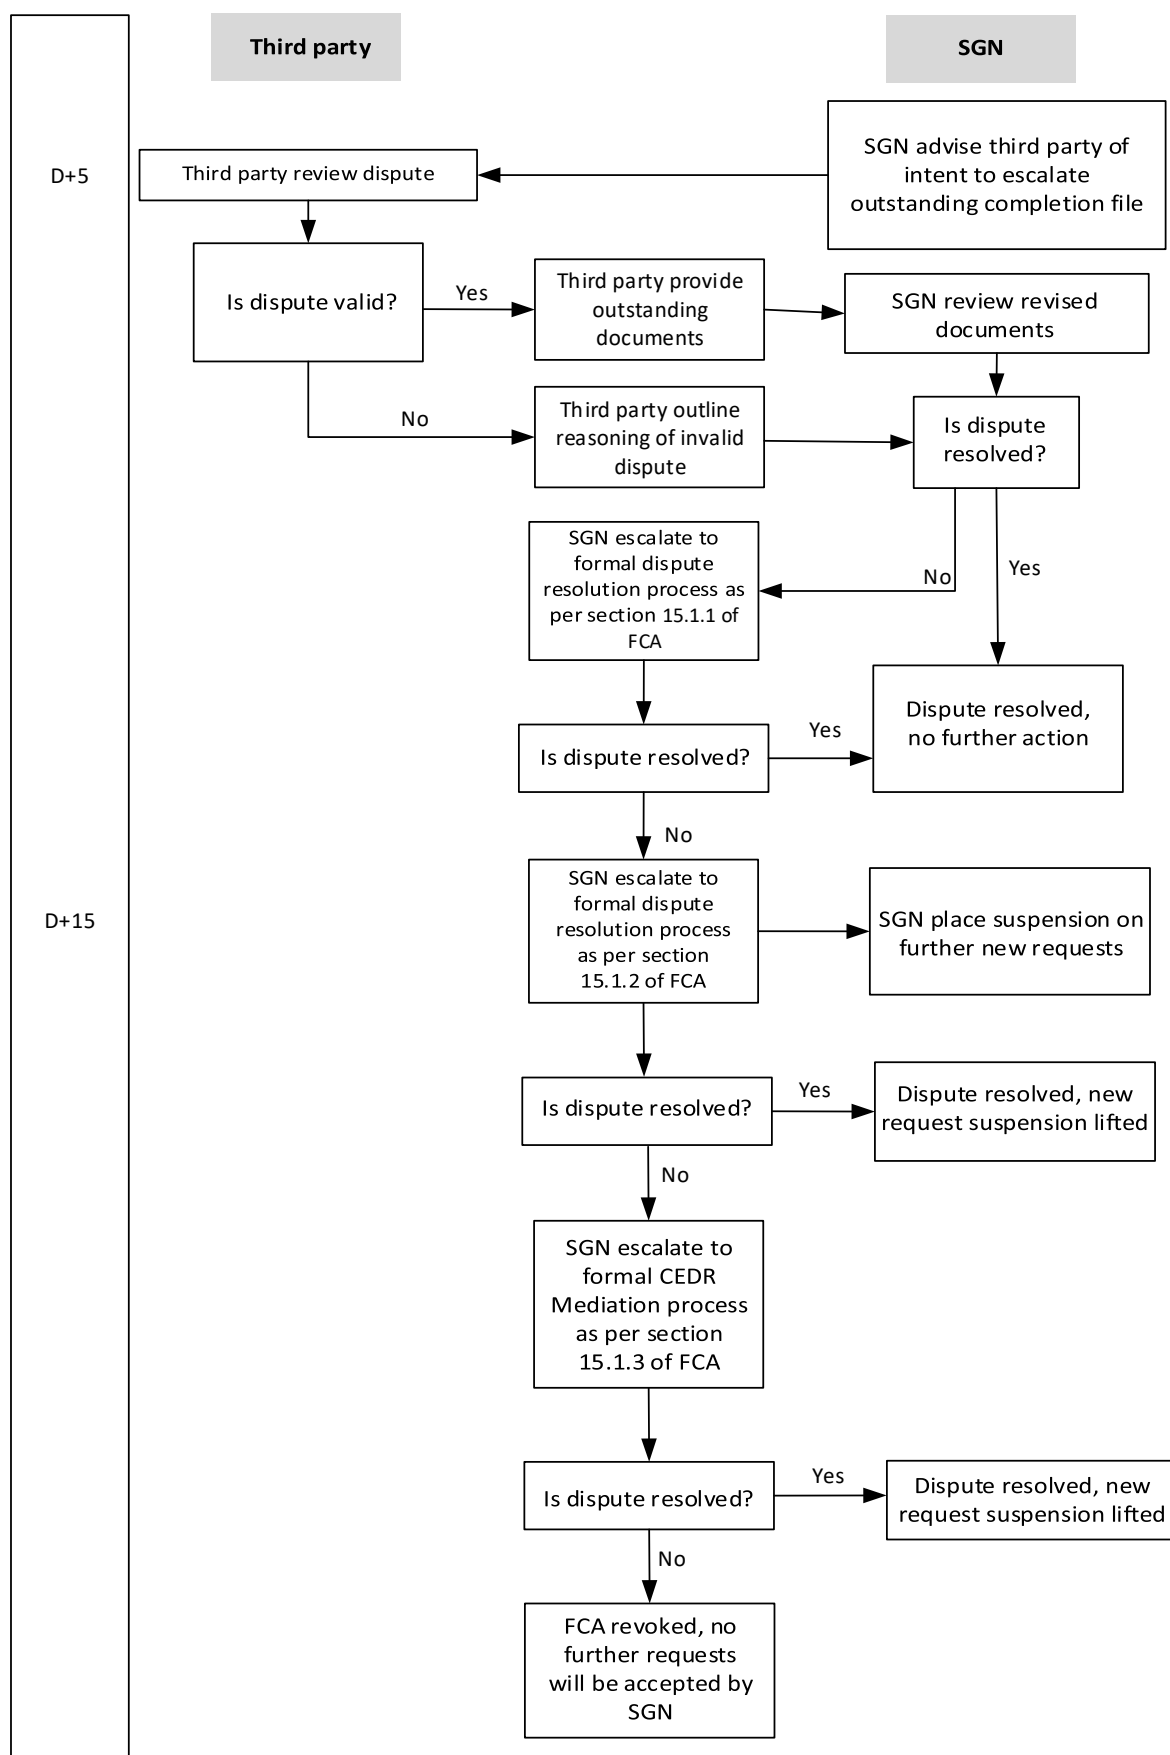 Third party
SGN
D+5
SGN advise third party of
intent to escalate
outstanding completion file
Third party review dispute
Is dispute valid?
Yes
Third party provide
outstanding
documents
SGN review revised
documents
No
Third party outline
reasoning of invalid
dispute
Is dispute
resolved?
SGN escalate to
formal dispute
resolution process as
per section 15.1.1 of
FCA
No
Yes
Dispute resolved,
no further action
Is dispute resolved?
Yes
No
D+15
SGN escalate to
formal dispute
resolution process
as per section
15.1.2 of FCA
SGN place suspension on
further new requests
Is dispute resolved?
Yes
Dispute resolved, new
request suspension lifted
No
SGN escalate to
formal CEDR
Mediation process
as per section
15.1.3 of FCA
Is dispute resolved?
Yes
Dispute resolved, new
request suspension lifted
No
FCA revoked, no
further requests
will be accepted by
SGN